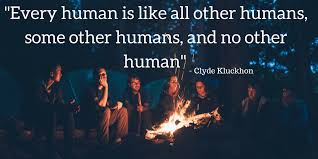 "Every human is like all other humans,
some other humans, and no other
human"
- Clyde Kluckhon